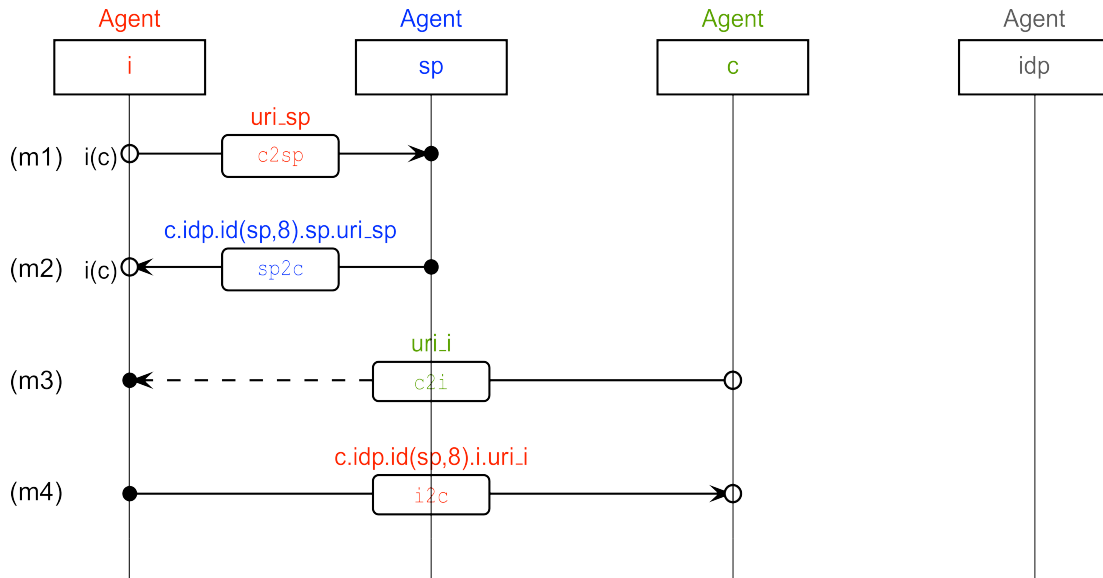 Agent Agent Agent Agent
i sp c idp
uri_sp
(m1) i(c) c2sp
c.idp.id(sp,8).sp.uri_sp
(m2) i(c) sp2c
uri_i
(m3) c2i
c.idp.id(sp,8).i.uri_i
(m4) i2c